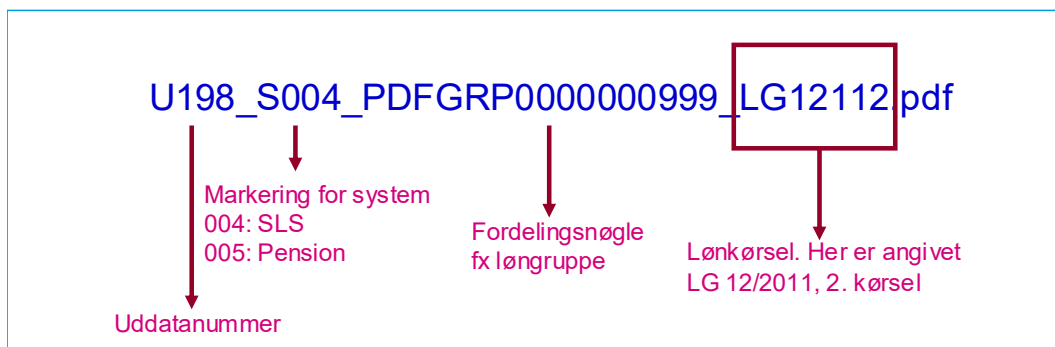 U198_S004_PDFGRP0000000999_LG12112.pdf
Markering for system
004: SLS
005: Pension
Fordelingsnøgle
fx løngruppe
Lønkørsel. Her er angivet
LG 12/2011, 2. kørsel
Uddatanummer